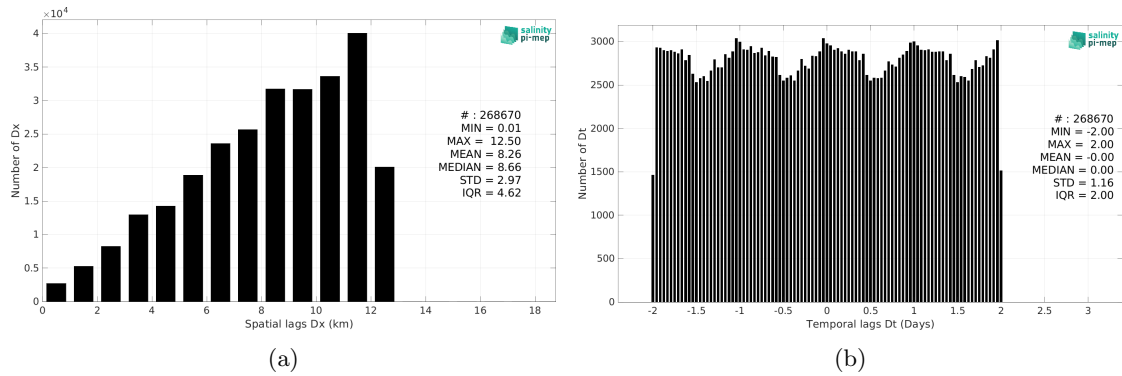 ×10⁴
4
3.5
3
2.5
2
1.5
1
0.5
0
Number of Dx
0 2 4 6 8 10 12 14 16 18
Spatial lags Dx (km)
salinity
pi-mep
# : 268670
MIN = 0.01
MAX = 12.50
MEAN = 8.26
MEDIAN = 8.66
STD = 2.97
IQR = 4.62
(a)
3000
2500
2000
1500
1000
500
0
Number of Dt
-2 -1.5 -1 -0.5 0 0.5 1 1.5 2 2.5 3
Temporal lags Dt (Days)
salinity
pi-mep
# : 268670
MIN = -2.00
MAX = 2.00
MEAN = -0.00
MEDIAN = 0.00
STD = 1.16
IQR = 2.00
(b)